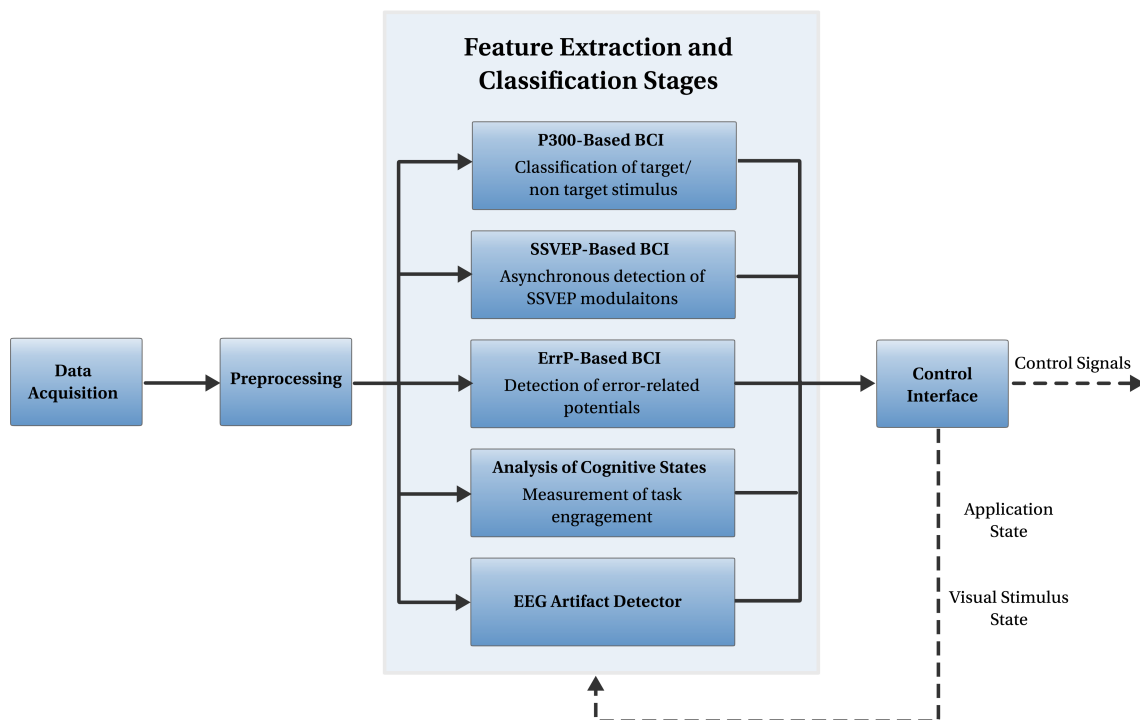 Feature Extraction and
Classification Stages
P300-Based BCI
Classification of target/
non target stimulus
SSVEP-Based BCI
Asynchronous detection of
SSVEP modulaitons
ErrP-Based BCI
Detection of error-related
potentials
Analysis of Cognitive States
Measurement of task
engragement
EEG Artifact Detector
Data
Acquisition
Preprocessing
Control
Interface
Control Signals
Application
State
Visual Stimulus
State